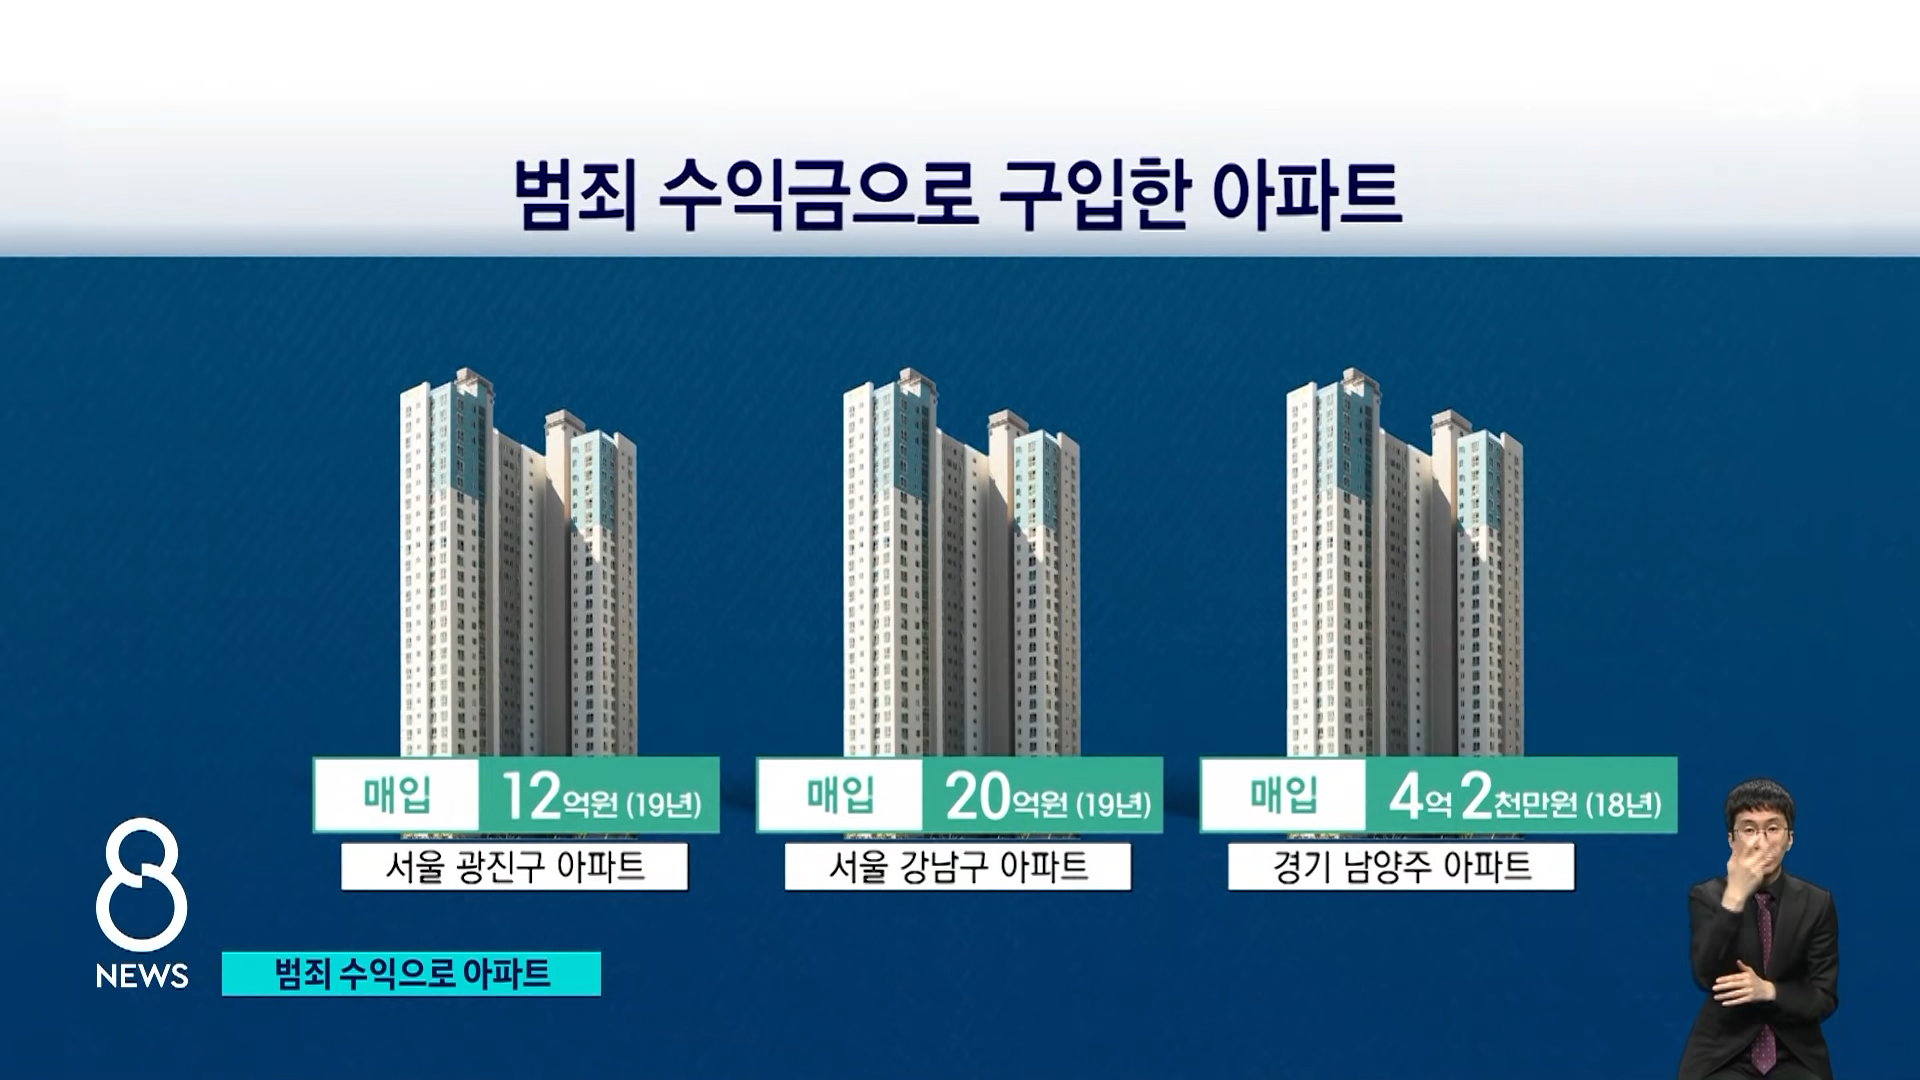 범죄 수익금으로 구입한 아파트
매입 12억원 (19년)
서울 광진구 아파트
매입 20억원 (19년)
서울 강남구 아파트
매입 4억 2천만원 (18년)
경기 남양주 아파트
8
NEWS
범죄 수익으로 아파트